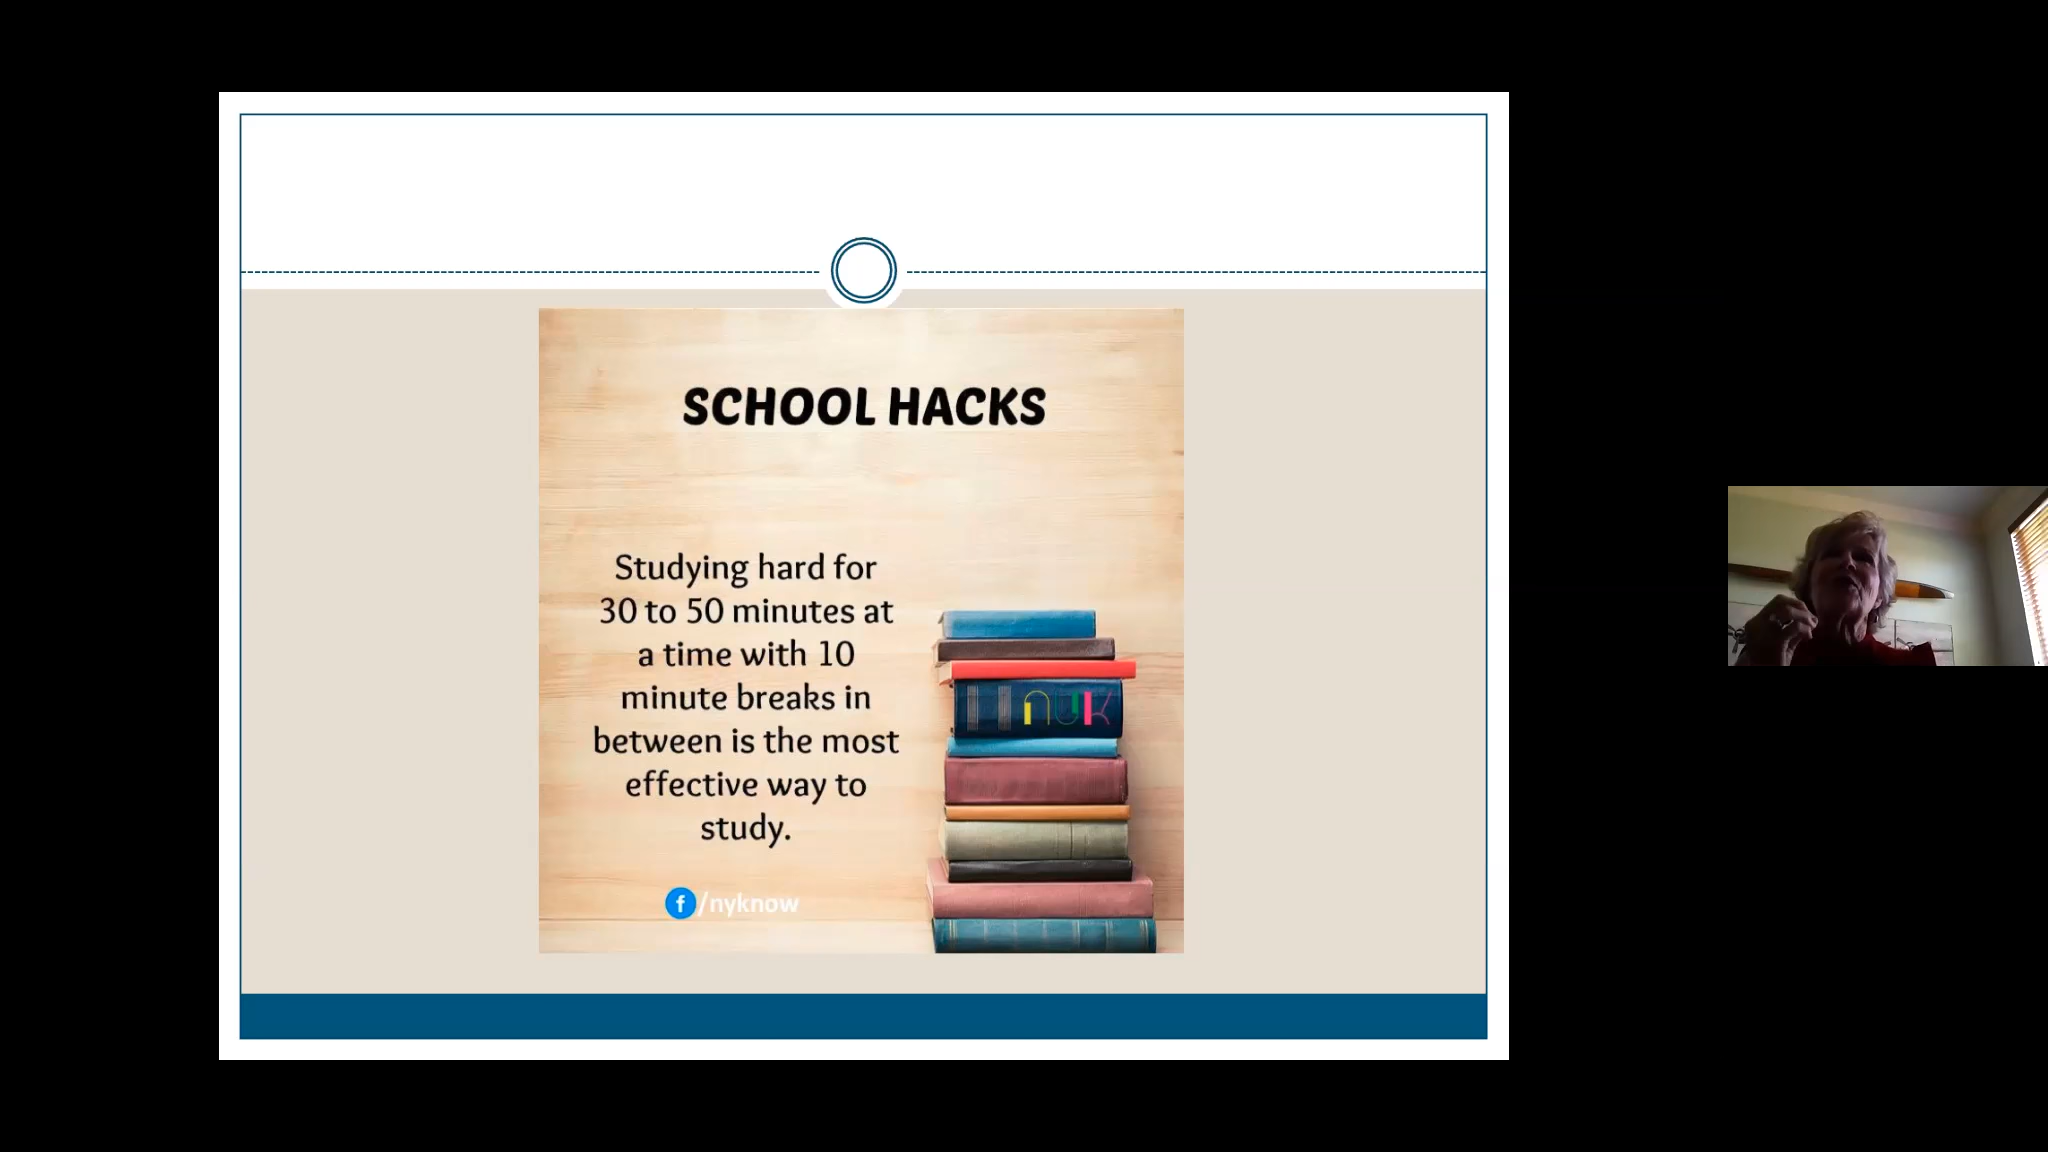 SCHOOL HACKS
Studying hard for
30 to 50 minutes at
a time with 10
minute breaks in
between is the most
effective way to
study.
nuk
f/nyknow